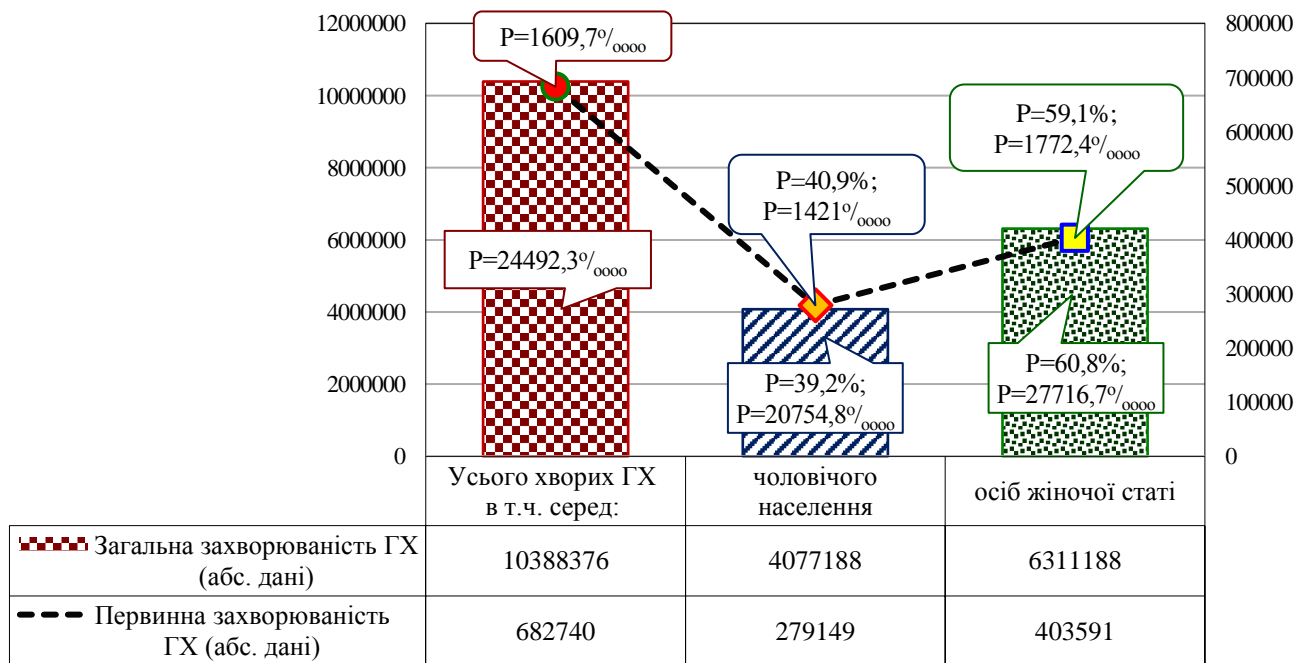 12000000
10000000
8000000
6000000
4000000
2000000
0
800000
700000
600000
500000
400000
300000
200000
100000
0
P=1609,7⁰/₀₀₀₀
P=24492,3⁰/₀₀₀₀
P=40,9%;
P=1421⁰/₀₀₀₀
P=39,2%;
P=20754,8⁰/₀₀₀₀
P=59,1%;
P=1772,4⁰/₀₀₀₀
P=60,8%;
P=27716,7⁰/₀₀₀₀
Усього хворих ГХ
в т.ч. серед:
чоловічого
населення
осіб жіночої статі
Загальна захворюваність ГХ
(абс. дані)
10388376
4077188
6311188
Первинна захворюваність
ГХ (абс. дані)
682740
279149
403591